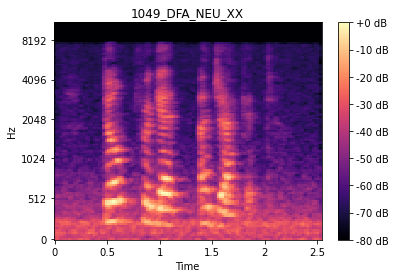 1049_DFA_NEU_XX
+0 dB
8192
-10 dB
4096
-20 dB
-30 dB
2048
-40 dB
Hz
1024
-50 dB
512
-60 dB
-70 dB
0
-80 dB
0 0.5 1 1.5 2 2.5
Time